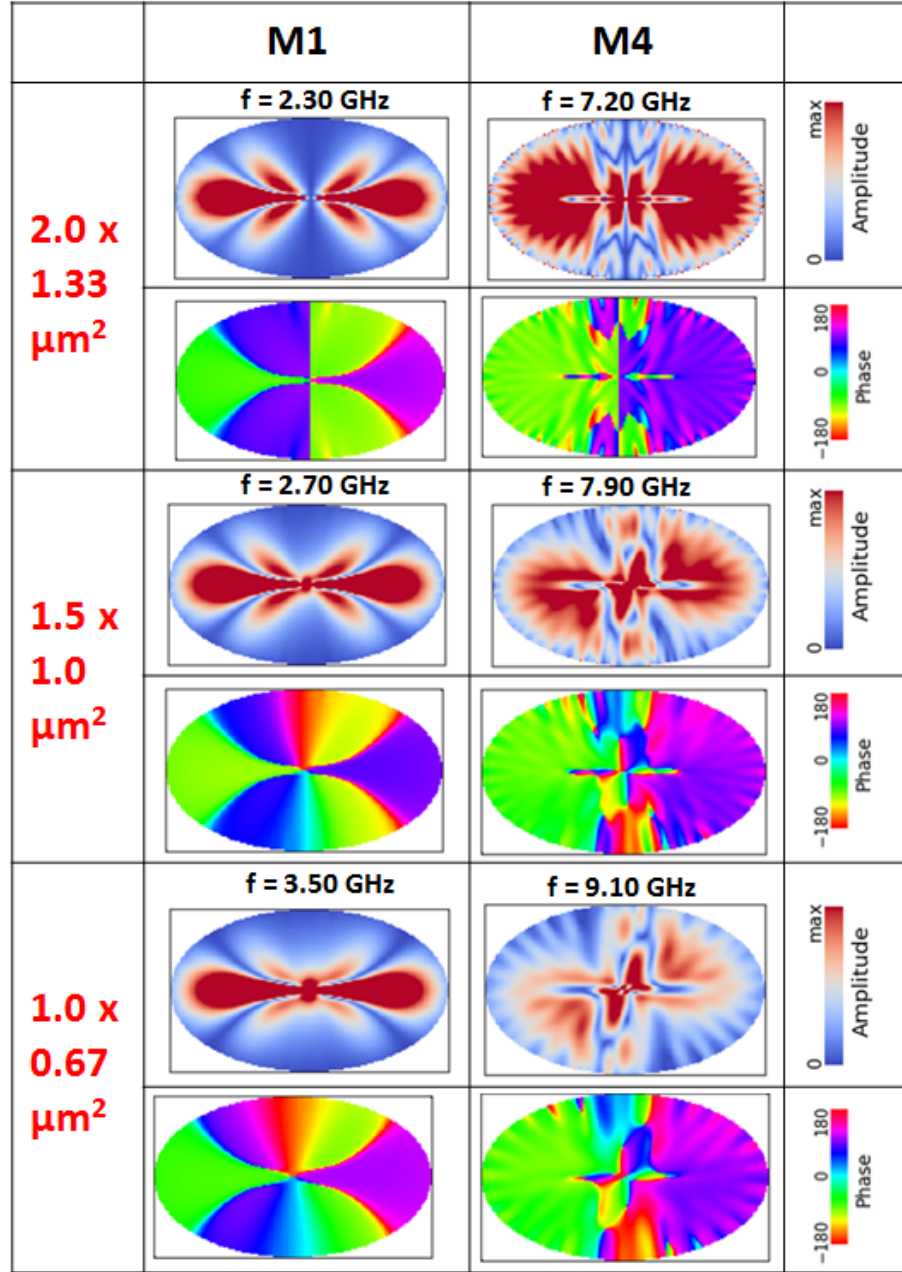 M1
M4
f = 2.30 GHz
f = 7.20 GHz
2.0 x
1.33
µm²
max
Amplitude
0
180
0
Phase
-180
f = 2.70 GHz
f = 7.90 GHz
1.5 x
1.0
µm²
max
Amplitude
0
180
0
Phase
-180
f = 3.50 GHz
f = 9.10 GHz
1.0 x
0.67
µm²
max
Amplitude
0
180
0
Phase
-180